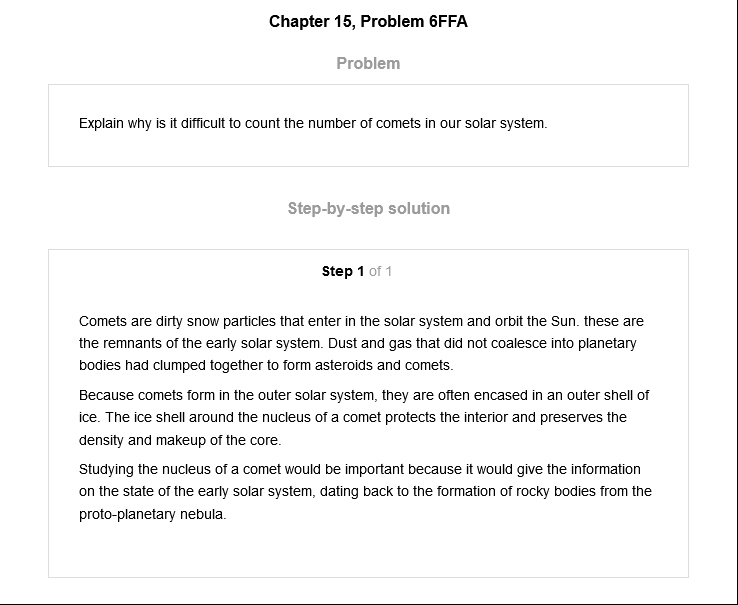 Chapter 15, Problem 6FFA
Problem
Explain why is it difficult to count the number of comets in our solar system.
Step-by-step solution
Step 1 of 1
Comets are dirty snow particles that enter in the solar system and orbit the Sun. these are
the remnants of the early solar system. Dust and gas that did not coalesce into planetary
bodies had clumped together to form asteroids and comets.
Because comets form in the outer solar system, they are often encased in an outer shell of
ice. The ice shell around the nucleus of a comet protects the interior and preserves the
density and makeup of the core.
Studying the nucleus of a comet would be important because it would give the information
on the state of the early solar system, dating back to the formation of rocky bodies from the
proto-planetary nebula.